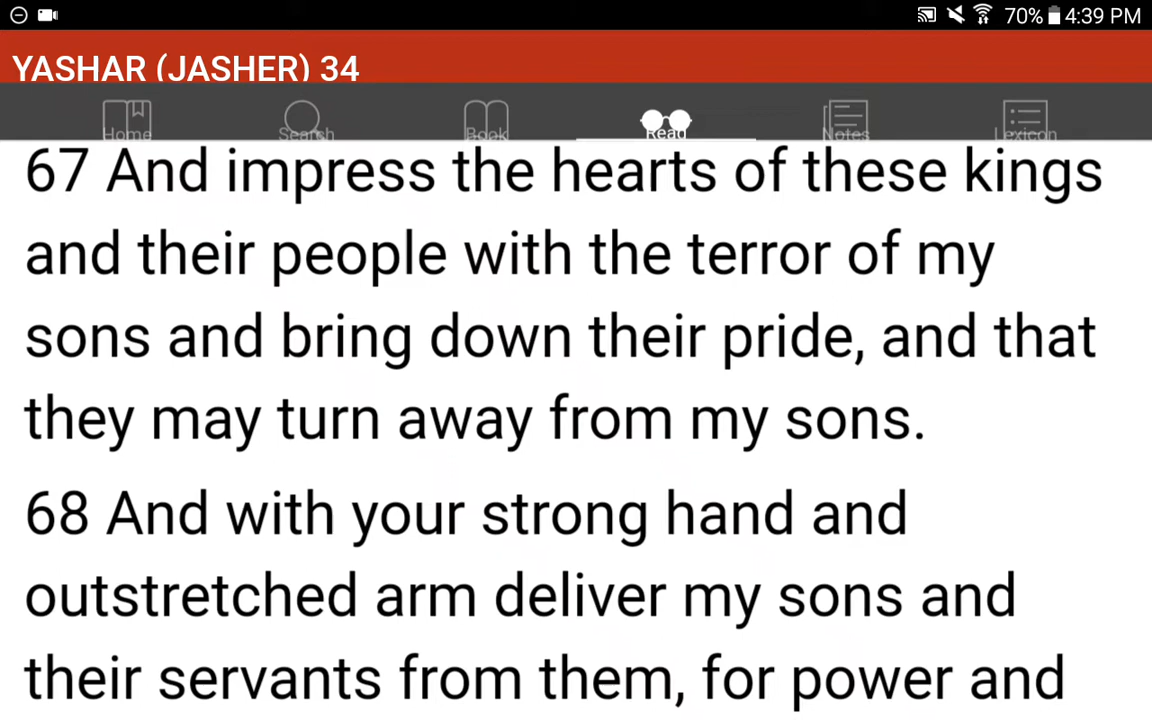 70% 4:39 PM
YASHAR (JASHER) 34
Home Search Book Read Notes Lexicon
67 And impress the hearts of these kings
and their people with the terror of my
sons and bring down their pride, and that
they may turn away from my sons.
68 And with your strong hand and
outstretched arm deliver my sons and
their servants from them, for power and